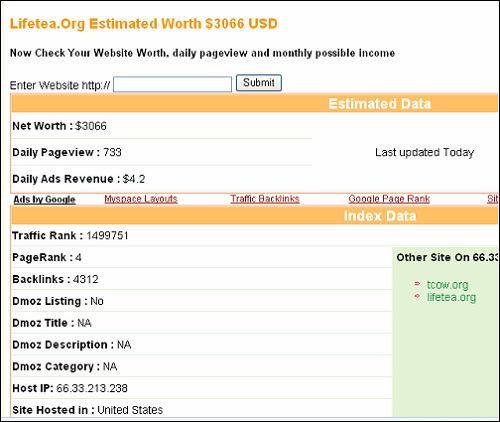 Lifetea.Org Estimated Worth $3066 USD
Now Check Your Website Worth, daily pageview and monthly possible income
Enter Website http:// Submit
Estimated Data
Net Worth : $3066
Daily Pageview : 733 Last updated Today
Daily Ads Revenue : $4.2
Ads by Google Myspace Layouts Traffic Backlinks Google Page Rank Sit
Index Data
Traffic Rank : 1499751
PageRank : 4 Other Site On 66.33
Backlinks : 4312 tcow.org
Dmoz Listing : No lifetea.org
Dmoz Title : NA
Dmoz Description : NA
Dmoz Category : NA
Host IP: 66.33.213.238
Site Hosted in : United States